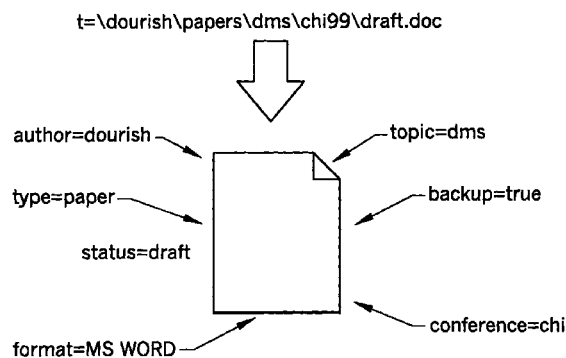 t=\dourish\papers\dms\chi99\draft.doc
author=dourish
topic=dms
type=paper
backup=true
status=draft
conference=chi
format=MS WORD